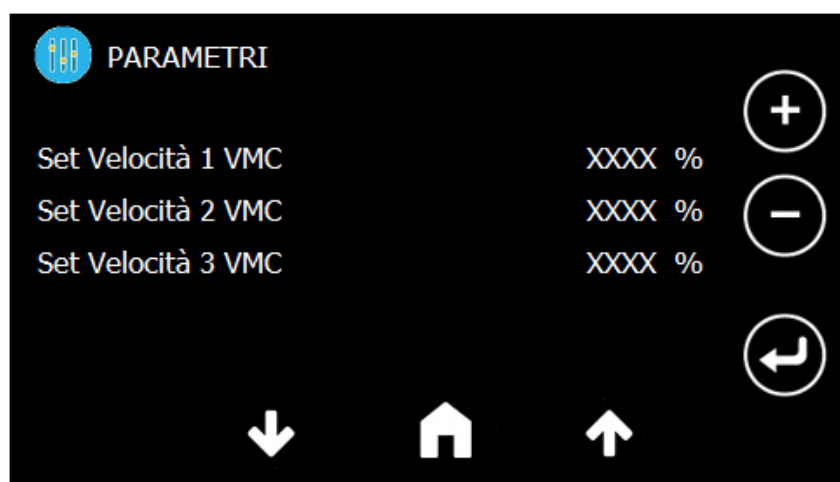 PARAMETRI
Set Velocità 1 VMC XXXX %
Set Velocità 2 VMC XXXX %
Set Velocità 3 VMC XXXX %